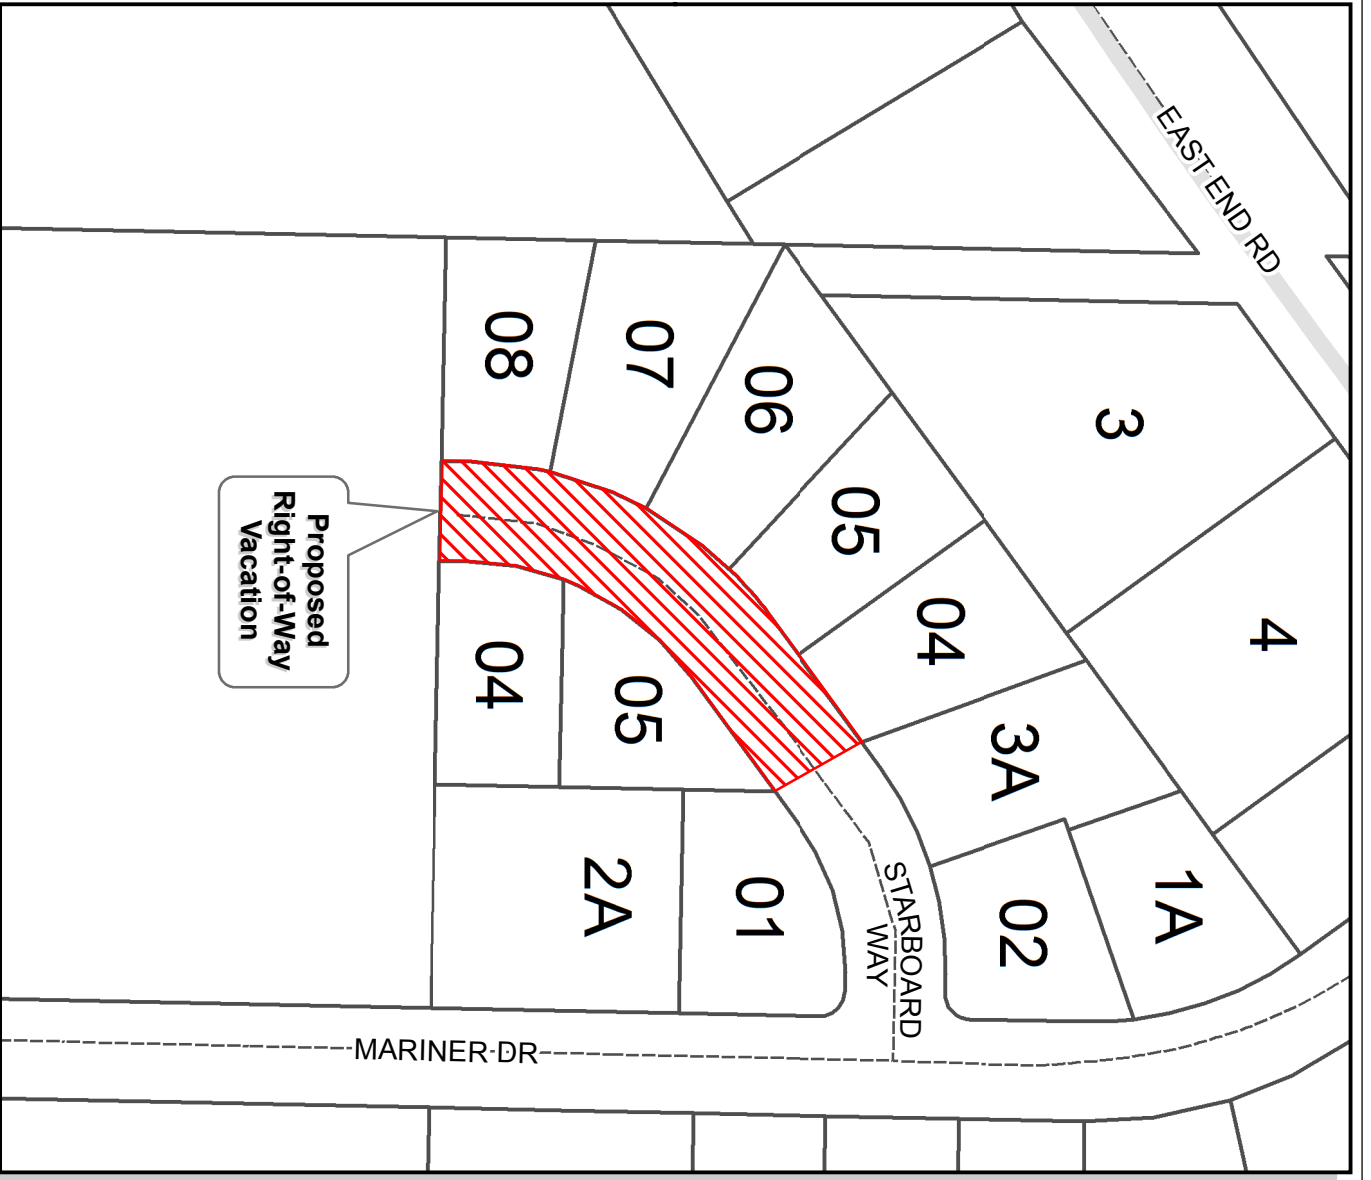 EAST END RD
3
4
08
07
06
05
04
3A
1A
02
04
05
2A
01
STARBOARD
WAY
MARINER DR
Proposed
Right-of-Way
Vacation